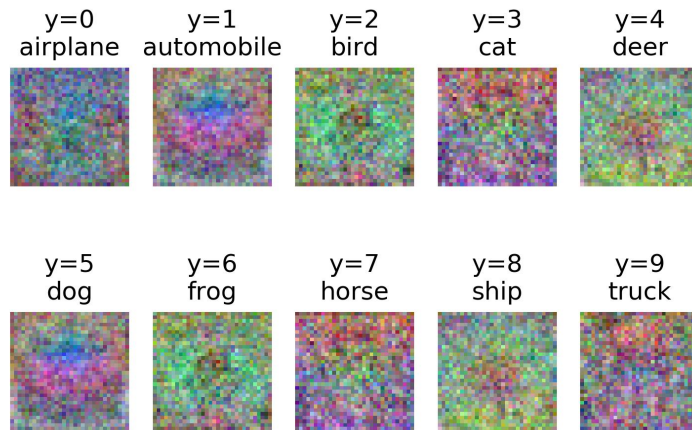 y=0
airplane
y=1
automobile
y=2
bird
y=3
cat
y=4
deer
y=5
dog
y=6
frog
y=7
horse
y=8
ship
y=9
truck